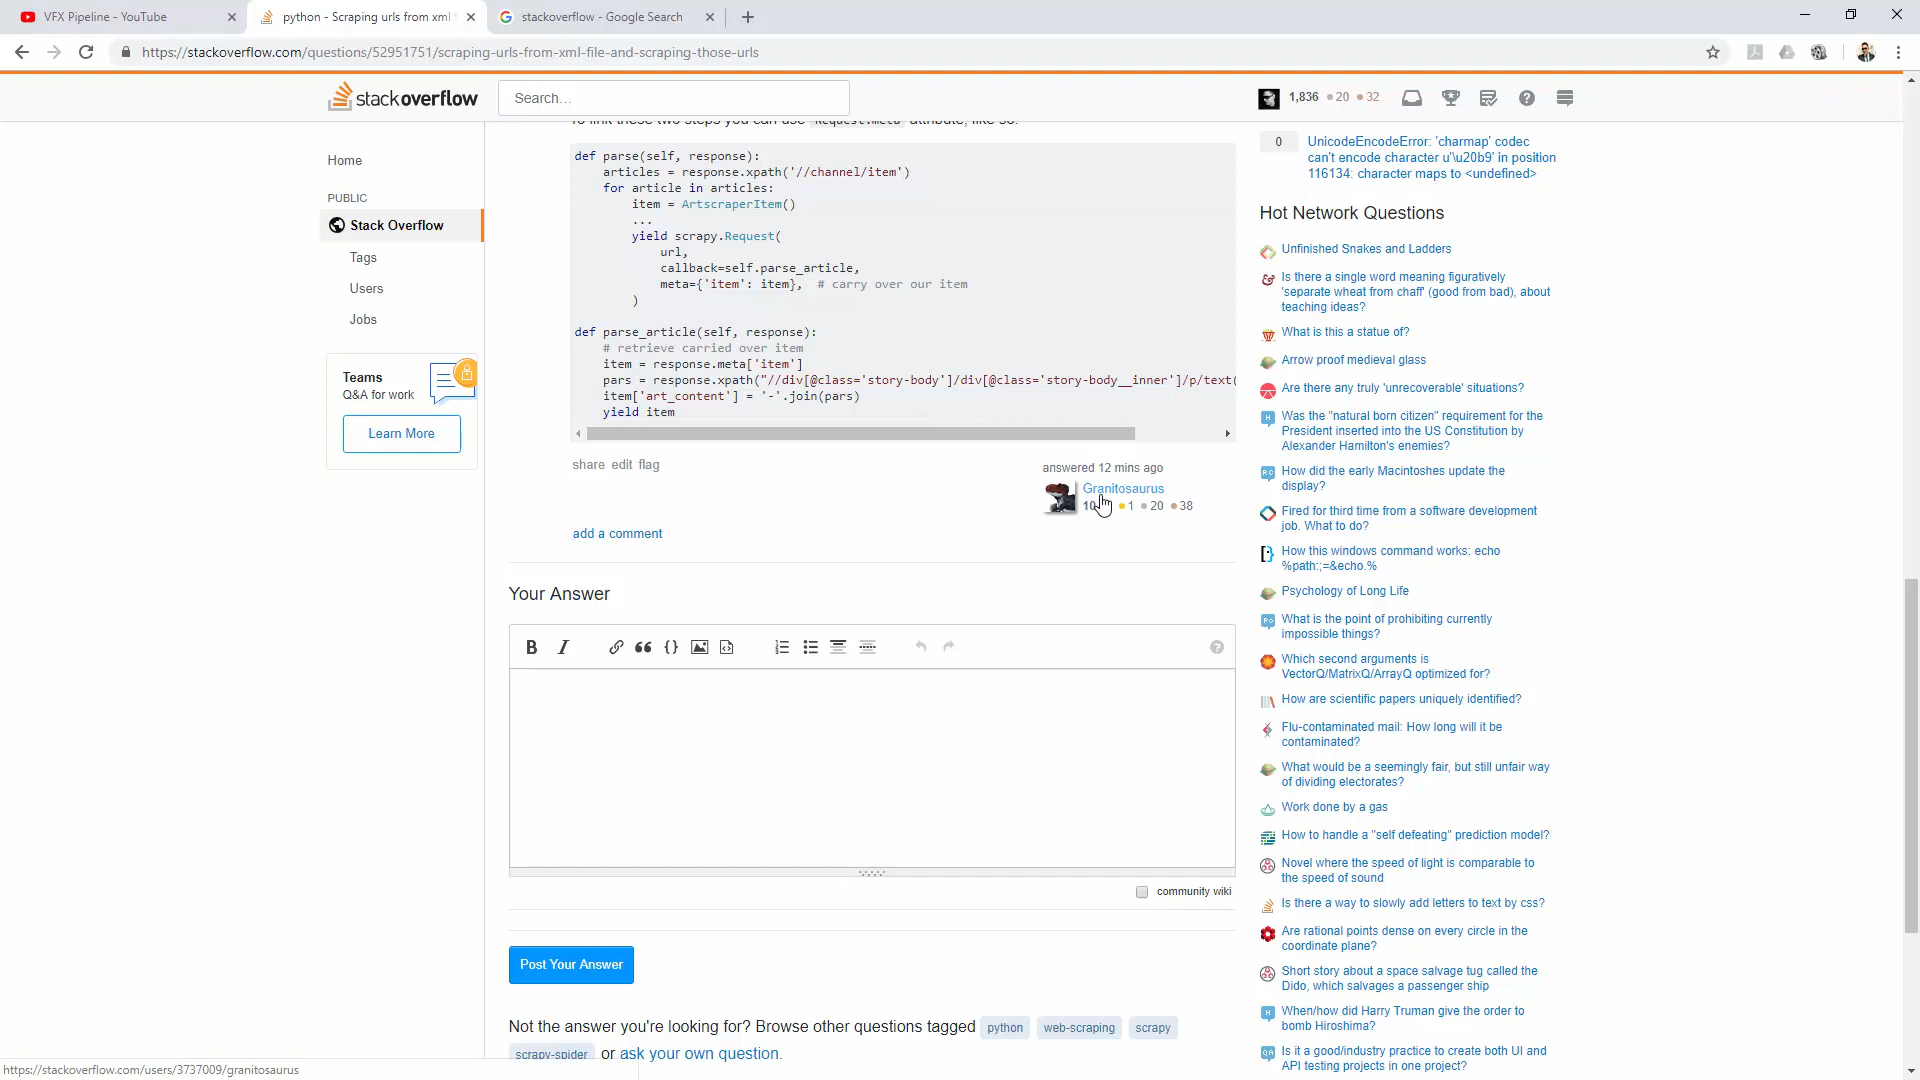 VFX Pipeline - YouTube
python - Scraping urls from xml f
stackoverflow - Google Search
https://stackoverflow.com/questions/52951751/scraping-urls-from-xml-file-and-scraping-those-urls
stackoverflow
Search…
1,836 20 32
Home
PUBLIC
Stack Overflow
Tags
Users
Jobs
Teams
Q&A for work
Learn More
To link these two steps you can use Request.meta attribute, like so:
def parse(self, response):
articles = response.xpath('//channel/item')
for article in articles:
item = ArtscraperItem()
...
yield scrapy.Request(
url,
callback=self.parse_article,
meta={'item': item}, # carry over our item
)
def parse_article(self, response):
# retrieve carried over item
item = response.meta['item']
pars = response.xpath("//div[@class='story-body']/div[@class='story-body__inner']/p/text(
item['art_content'] = '-'.join(pars)
yield item
share edit flag
answered 12 mins ago
Granitosaurus
1 20 38
add a comment
Your Answer
B I
community wiki
Post Your Answer
Not the answer you're looking for? Browse other questions tagged python web-scraping scrapy
scrapy-spider or ask your own question.
0
UnicodeEncodeError: 'charmap' codec
can't encode character u'\u20b9' in position
116134: character maps to <undefined>
Hot Network Questions
Unfinished Snakes and Ladders
Is there a single word meaning figuratively
'separate wheat from chaff' (good from bad), about
teaching ideas?
What is this a statue of?
Arrow proof medieval glass
Are there any truly 'unrecoverable' situations?
Was the "natural born citizen" requirement for the
President inserted into the US Constitution by
Alexander Hamilton's enemies?
How did the early Macintoshes update the
display?
Fired for third time from a software development
job. What to do?
How this windows command works: echo
%path:;=&echo.%
Psychology of Long Life
What is the point of prohibiting currently
impossible things?
Which second arguments is
VectorQ/MatrixQ/ArrayQ optimized for?
How are scientific papers uniquely identified?
Flu-contaminated mail: How long will it be
contaminated?
What would be a seemingly fair, but still unfair way
of dividing electorates?
Work done by a gas
How to handle a "self defeating" prediction model?
Novel where the speed of light is comparable to
the speed of sound
Is there a way to slowly add letters to text by css?
Are rational points dense on every circle in the
coordinate plane?
Short story about a space salvage tug called the
Dido, which salvages a passenger ship
When/how did Harry Truman give the order to
bomb Hiroshima?
Is it a good/industry practice to create both UI and
API testing projects in one project?
https://stackoverflow.com/users/3737009/granitosaurus